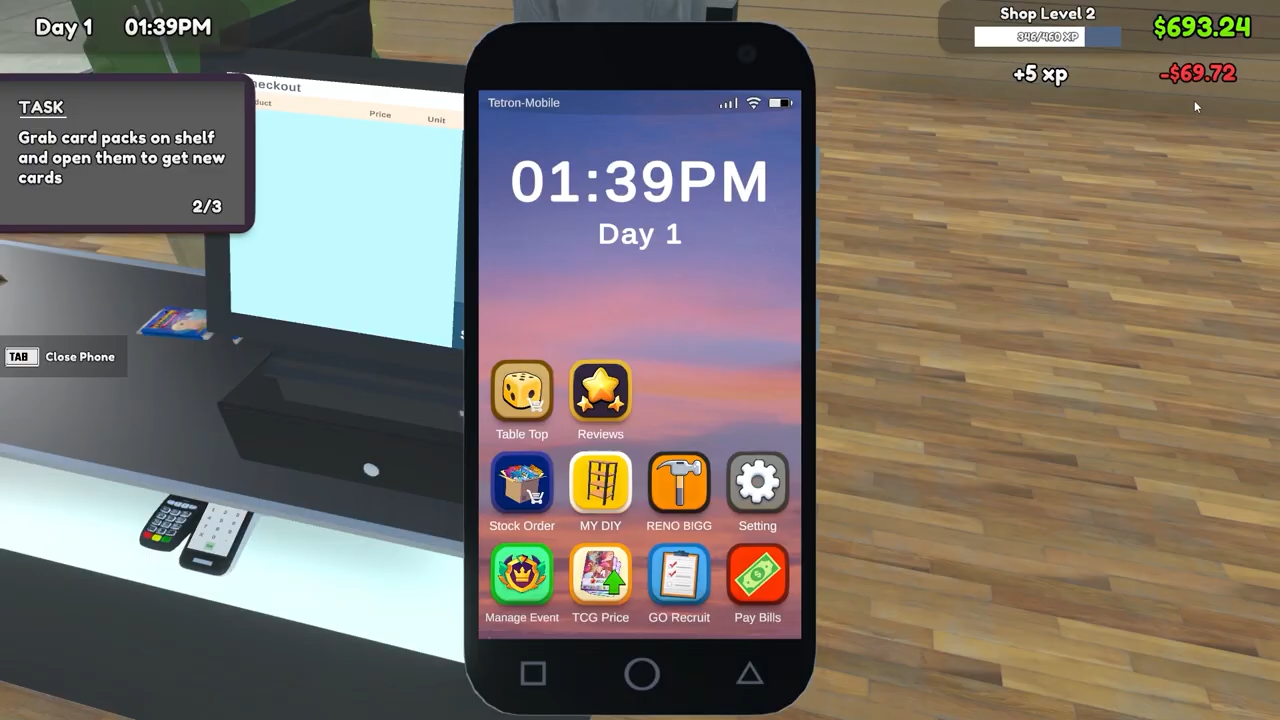 Day 1 01:39PM
Shop Level 2
$693.24
346/460 XP
+5 xp
-$69.72
TASK
Grab card packs on shelf
and open them to get new
cards
2/3
eckout
duct Price Unit
TAB Close Phone
Tetron-Mobile
01:39PM
Day 1
Table Top Reviews
Stock Order MY DIY RENO BIGG Setting
Manage Event TCG Price GO Recruit Pay Bills